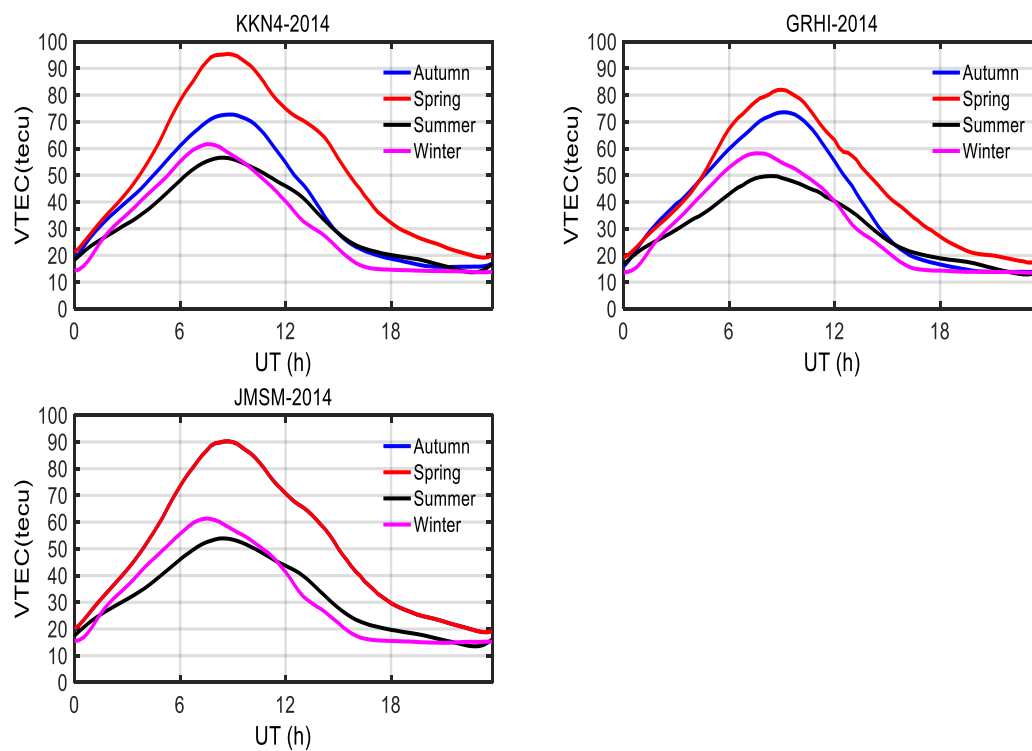 KKN4-2014
100
90
80
70
60
50
40
30
20
10
0
VTEC(tecu)
Autumn
Spring
Summer
Winter
0 6 12 18
UT (h)
GRHI-2014
100
90
80
70
60
50
40
30
20
10
0
VTEC(tecu)
Autumn
Spring
Summer
Winter
0 6 12 18
UT (h)
JMSM-2014
100
90
80
70
60
50
40
30
20
10
0
VTEC(tecu)
Autumn
Spring
Summer
Winter
0 6 12 18
UT (h)